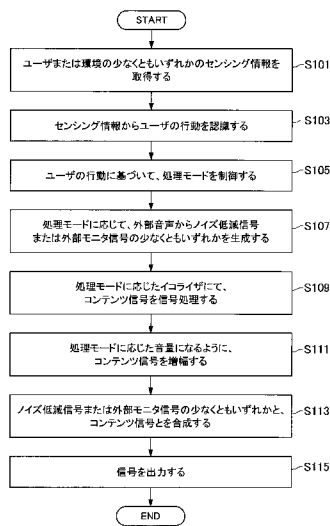 START
ユーザまたは環境の少なくともいずれかのセンシング情報を
取得する
S101
センシング情報からユーザの行動を認識する
S103
ユーザの行動に基づいて、処理モードを制御する
S105
処理モードに応じて、外部音声からノイズ低減信号
または外部モニタ信号の少なくともいずれかを生成する
S107
処理モードに応じたイコライザにて、
コンテンツ信号を信号処理する
S109
処理モードに応じた音量になるように、
コンテンツ信号を増幅する
S111
ノイズ低減信号または外部モニタ信号の少なくともいずれかと、
コンテンツ信号とを合成する
S113
信号を出力する
S115
END